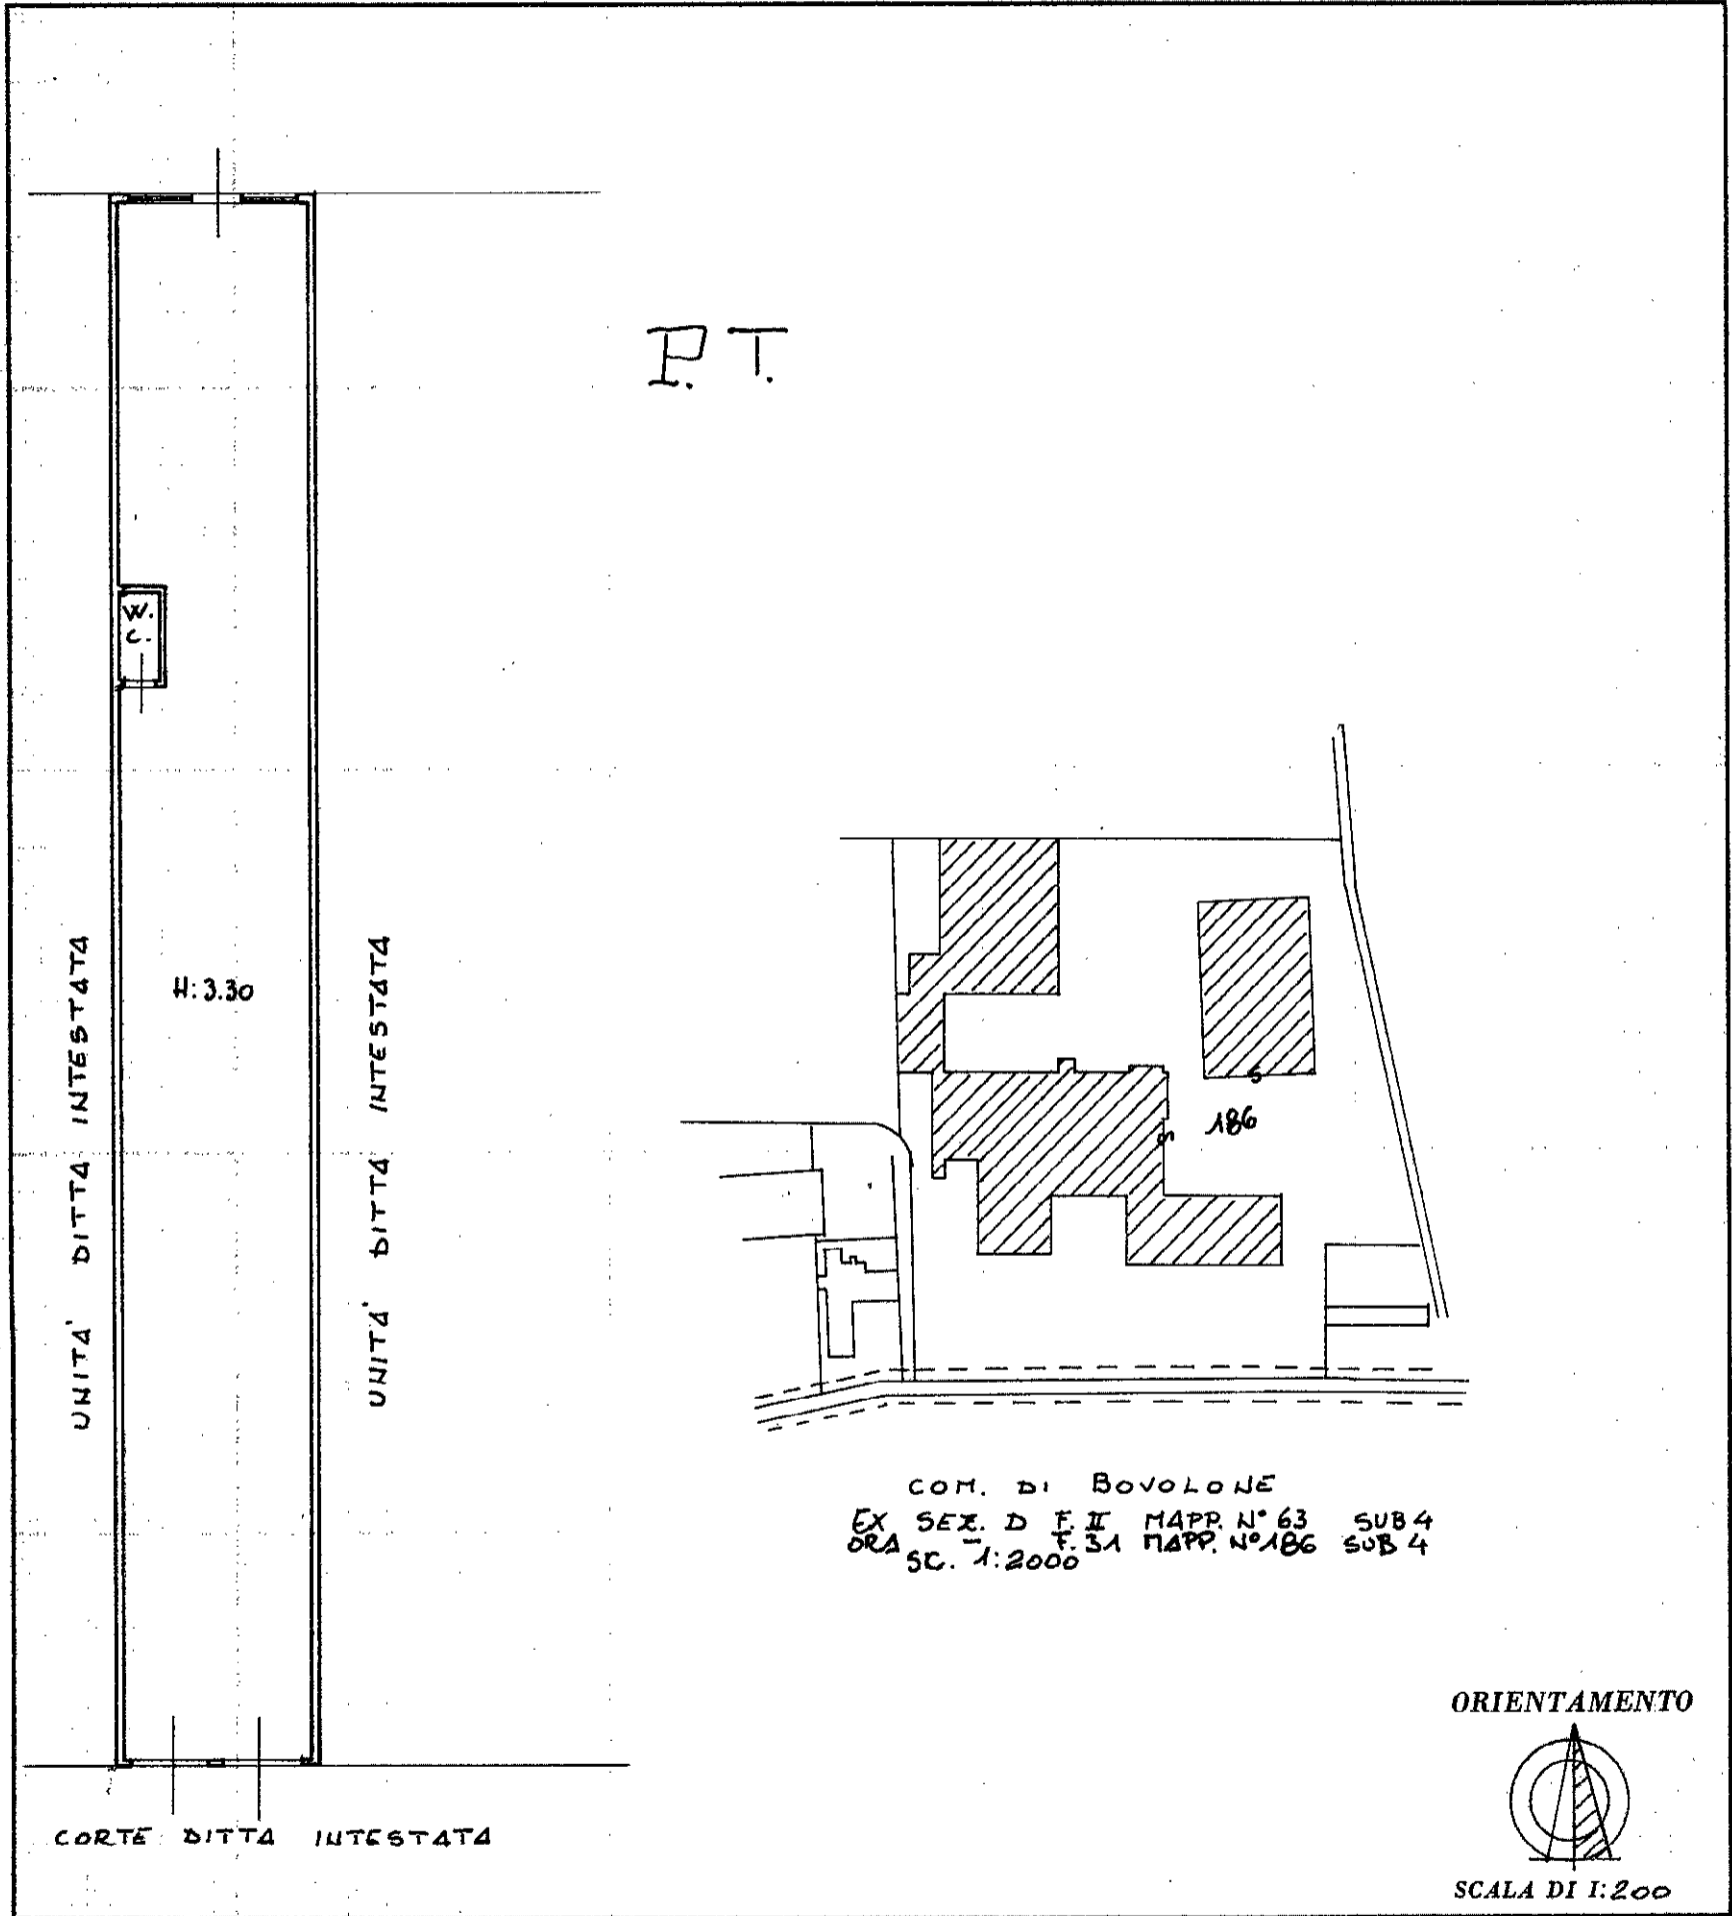 P. T.
W.
C.
H: 3.30
UNITA' DITTA INTESTATA
UNITA' DITTA INTESTATA
186
COM. DI BOVOLONE
EX SEZ. D F. II MAPP. N° 63 SUB 4
ORA - F. 31 MAPP. N° 186 SUB 4
SC. 1:2000
CORTE DITTA INTESTATA
ORIENTAMENTO
SCALA DI 1:200